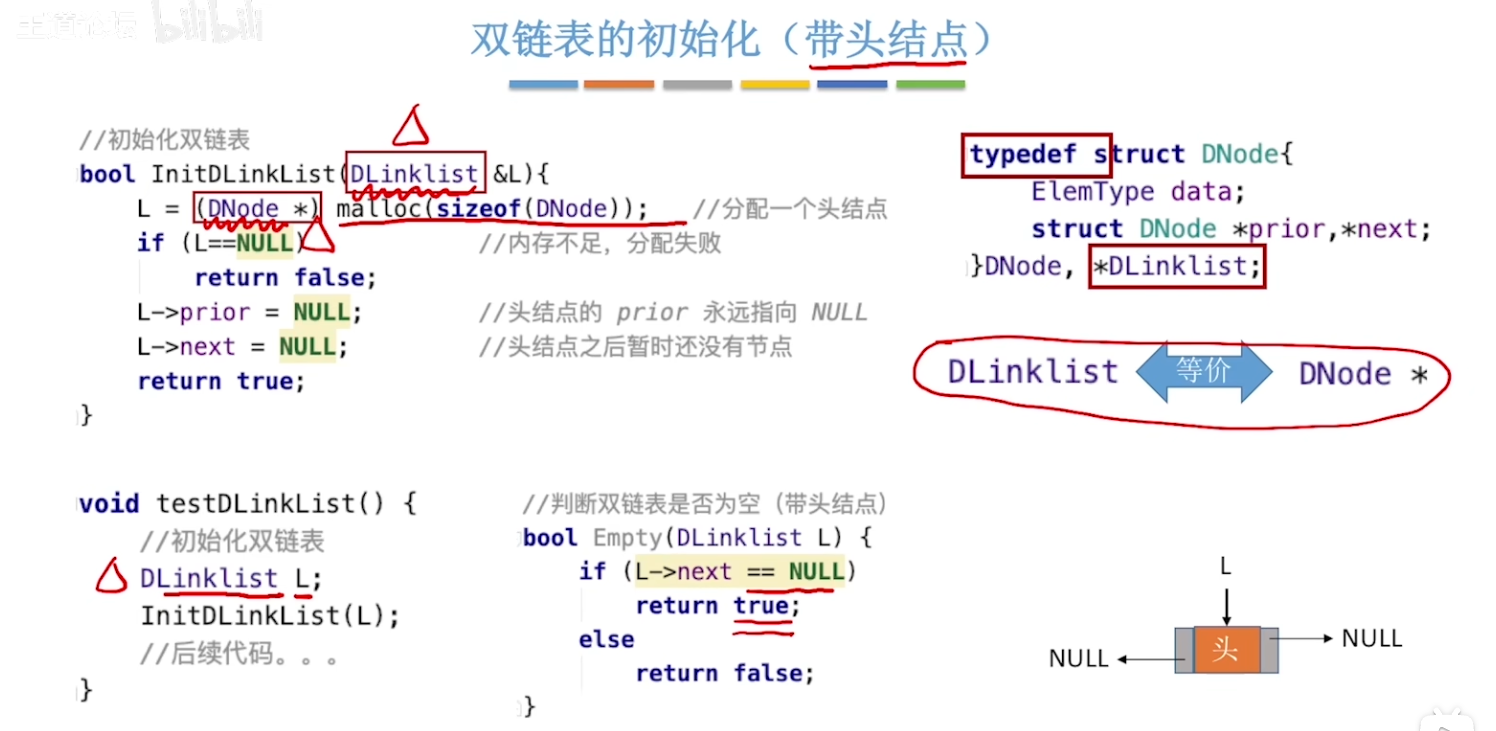 王道论坛 bilibili
双链表的初始化（带头结点）
//初始化双链表
bool InitDLinkList(DLinklist &L){
L = (DNode *) malloc(sizeof(DNode)); //分配一个头结点
if (L==NULL) //内存不足，分配失败
return false;
L->prior = NULL; //头结点的 prior 永远指向 NULL
L->next = NULL; //头结点之后暂时还没有节点
return true;
}
typedef struct DNode{
ElemType data;
struct DNode *prior,*next;
}DNode, *DLinklist;
DLinklist 等价 DNode *
void testDLinkList() {
//初始化双链表
DLinklist L;
InitDLinkList(L);
//后续代码。。。
}
//判断双链表是否为空（带头结点）
bool Empty(DLinklist L) {
if (L->next == NULL)
return true;
else
return false;
}
L
NULL 头 NULL